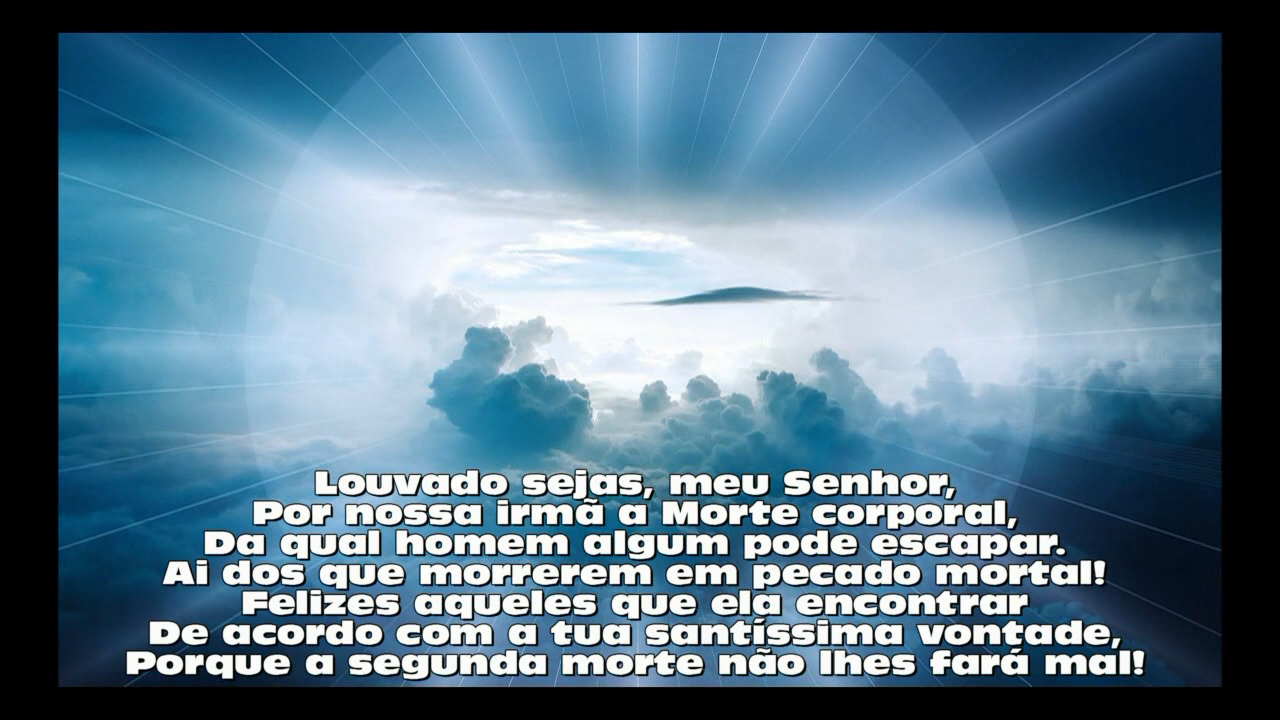 Louvado sejas, meu Senhor,
Por nossa irmã a Morte corporal,
Da qual homem algum pode escapar.
Ai dos que morrerem em pecado mortal!
Felizes aqueles que ela encontrar
De acordo com a tua santíssima vontade,
Porque a segunda morte não lhes fará mal!